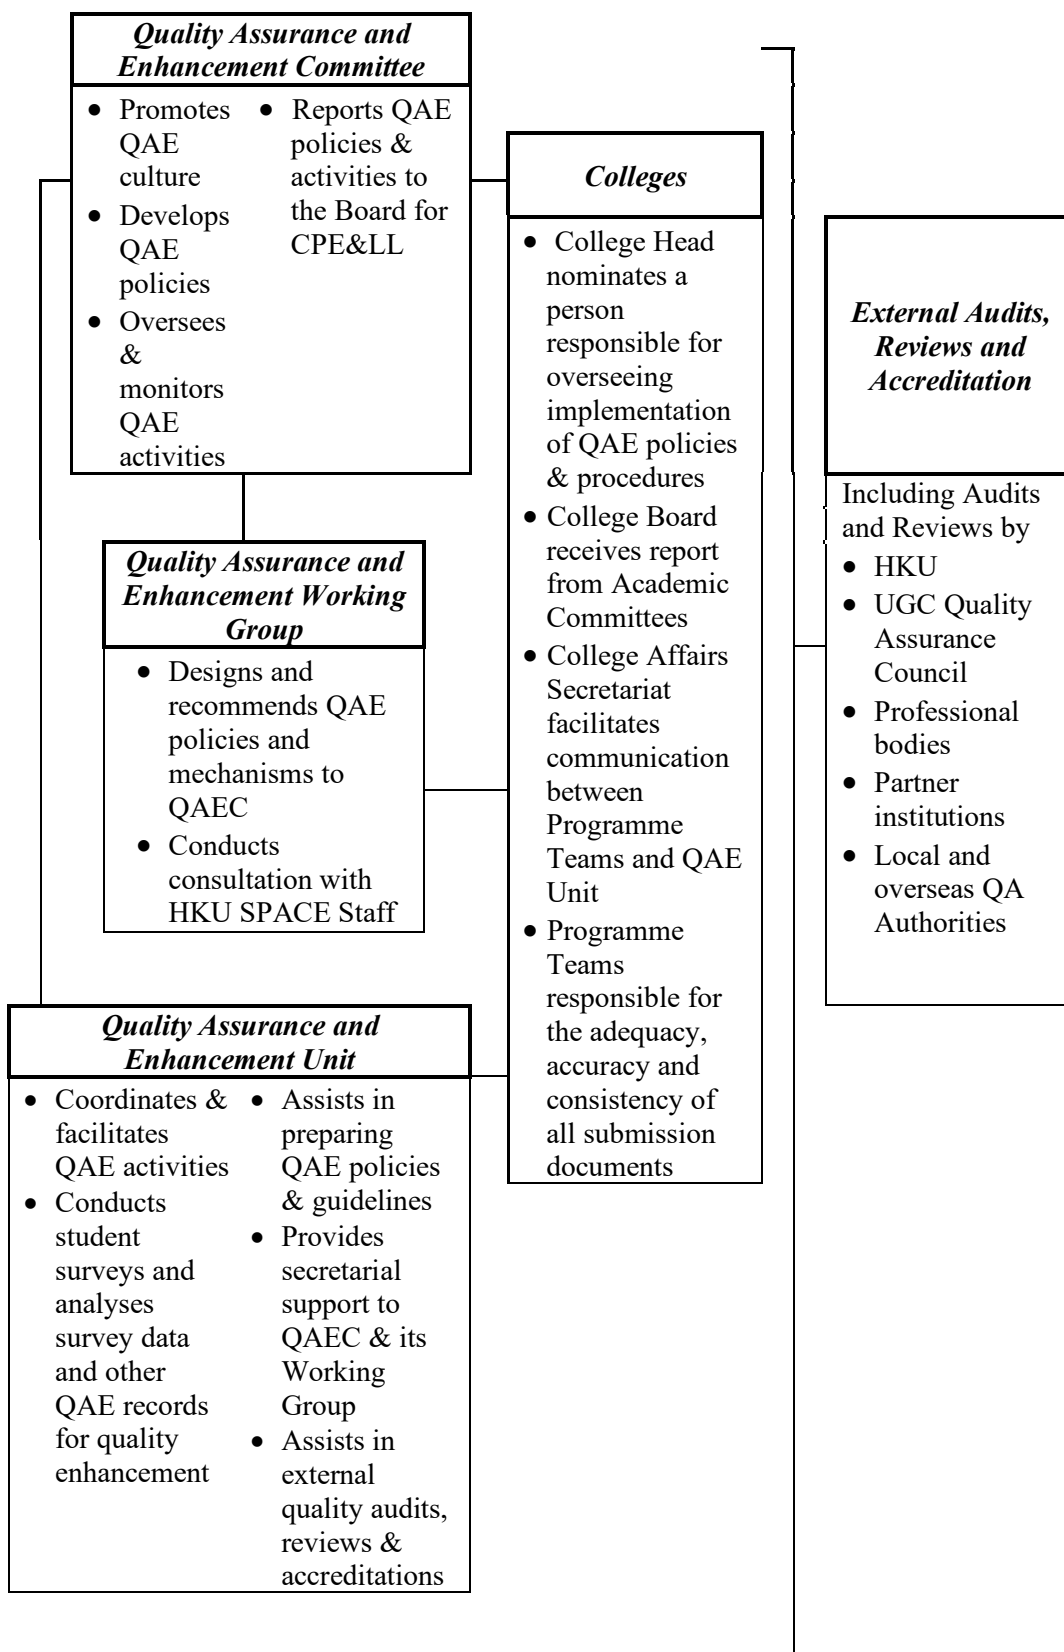 Quality Assurance and
Enhancement Committee
• Promotes
QAE
culture
• Develops
QAE
policies
• Oversees
&
monitors
QAE
activities
• Reports QAE
policies &
activities to
the Board for
CPE&LL
Quality Assurance and
Enhancement Working
Group
• Designs and
recommends QAE
policies and
mechanisms to
QAEC
• Conducts
consultation with
HKU SPACE Staff
Quality Assurance and
Enhancement Unit
• Coordinates &
facilitates
QAE activities
• Conducts
student
surveys and
analyses
survey data
and other
QAE records
for quality
enhancement
• Assists in
preparing
QAE policies
& guidelines
• Provides
secretarial
support to
QAEC & its
Working
Group
• Assists in
external
quality audits,
reviews &
accreditations
Colleges
• College Head
nominates a
person
responsible for
overseeing
implementation
of QAE policies
& procedures
• College Board
receives report
from Academic
Committees
• College Affairs
Secretariat
facilitates
communication
between
Programme
Teams and QAE
Unit
• Programme
Teams
responsible for
the adequacy,
accuracy and
consistency of
all submission
documents
External Audits,
Reviews and
Accreditation
Including Audits
and Reviews by
• HKU
• UGC Quality
Assurance
Council
• Professional
bodies
• Partner
institutions
• Local and
overseas QA
Authorities